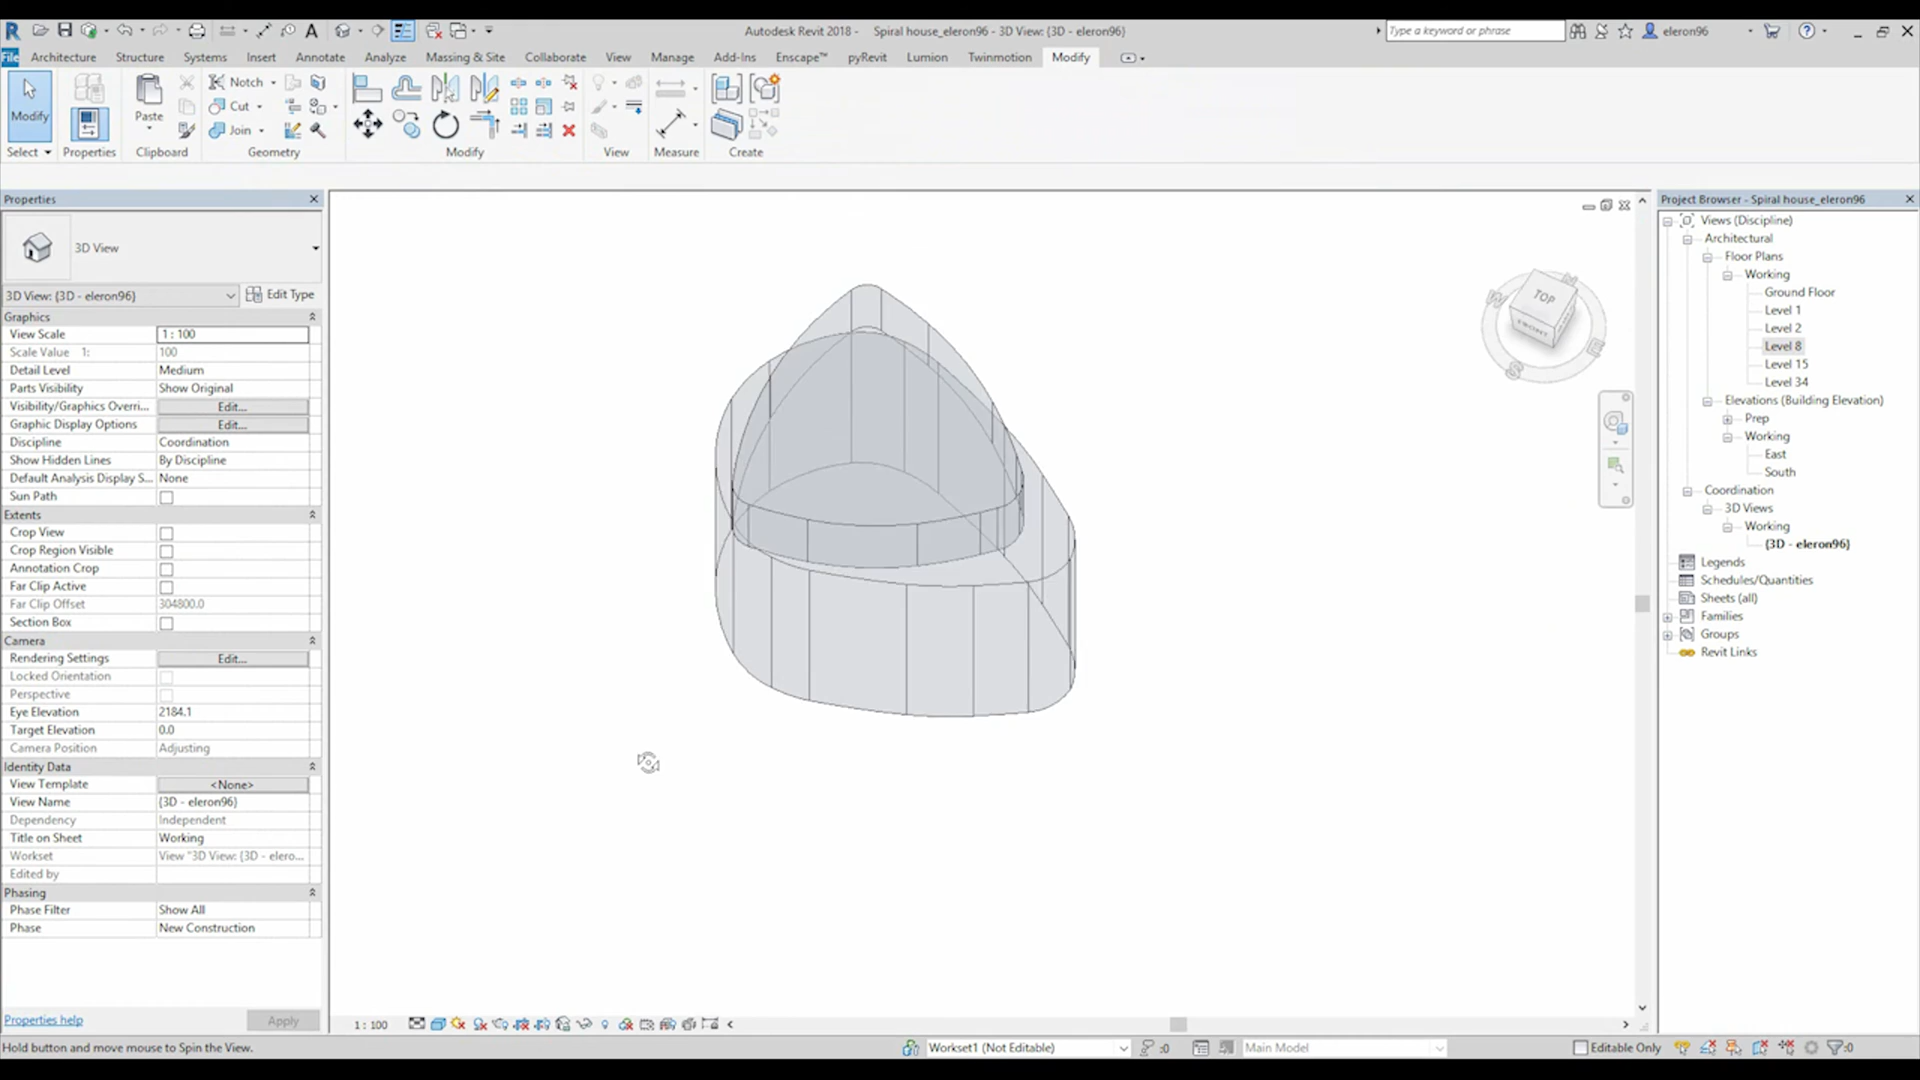 Autodesk Revit 2018 - Spiral house_eleron96 - 3D View: {3D - eleron96}
Type a keyword or phrase
eleron96
File Architecture Structure Systems Insert Annotate Analyze Massing & Site Collaborate View Manage Add-Ins Enscape™ pyRevit Lumion Twinmotion Modify
Modify
Paste
Notch
Cut
Join
Select Properties Clipboard Geometry Modify View Measure Create
Properties
3D View
3D View: {3D - eleron96} Edit Type
Graphics
View Scale 1 : 100
Scale Value 1: 100
Detail Level Medium
Parts Visibility Show Original
Visibility/Graphics Overri... Edit...
Graphic Display Options Edit...
Discipline Coordination
Show Hidden Lines By Discipline
Default Analysis Display S... None
Sun Path
Extents
Crop View
Crop Region Visible
Annotation Crop
Far Clip Active
Far Clip Offset 304800.0
Section Box
Camera
Rendering Settings Edit...
Locked Orientation
Perspective
Eye Elevation 2184.1
Target Elevation 0.0
Camera Position Adjusting
Identity Data
View Template <None>
View Name {3D - eleron96}
Dependency Independent
Title on Sheet Working
Workset View "3D View: {3D - elero...
Edited by
Phasing
Phase Filter Show All
Phase New Construction
Properties help Apply
TOP
FRONT
W
N
S
E
Project Browser - Spiral house_eleron96
Views (Discipline)
Architectural
Floor Plans
Working
Ground Floor
Level 1
Level 2
Level 8
Level 15
Level 34
Elevations (Building Elevation)
Prep
Working
East
South
Coordination
3D Views
Working
{3D - eleron96}
Legends
Schedules/Quantities
Sheets (all)
Families
Groups
Revit Links
1 : 100
Hold button and move mouse to Spin the View.
Workset1 (Not Editable) :0 Main Model Editable Only :0